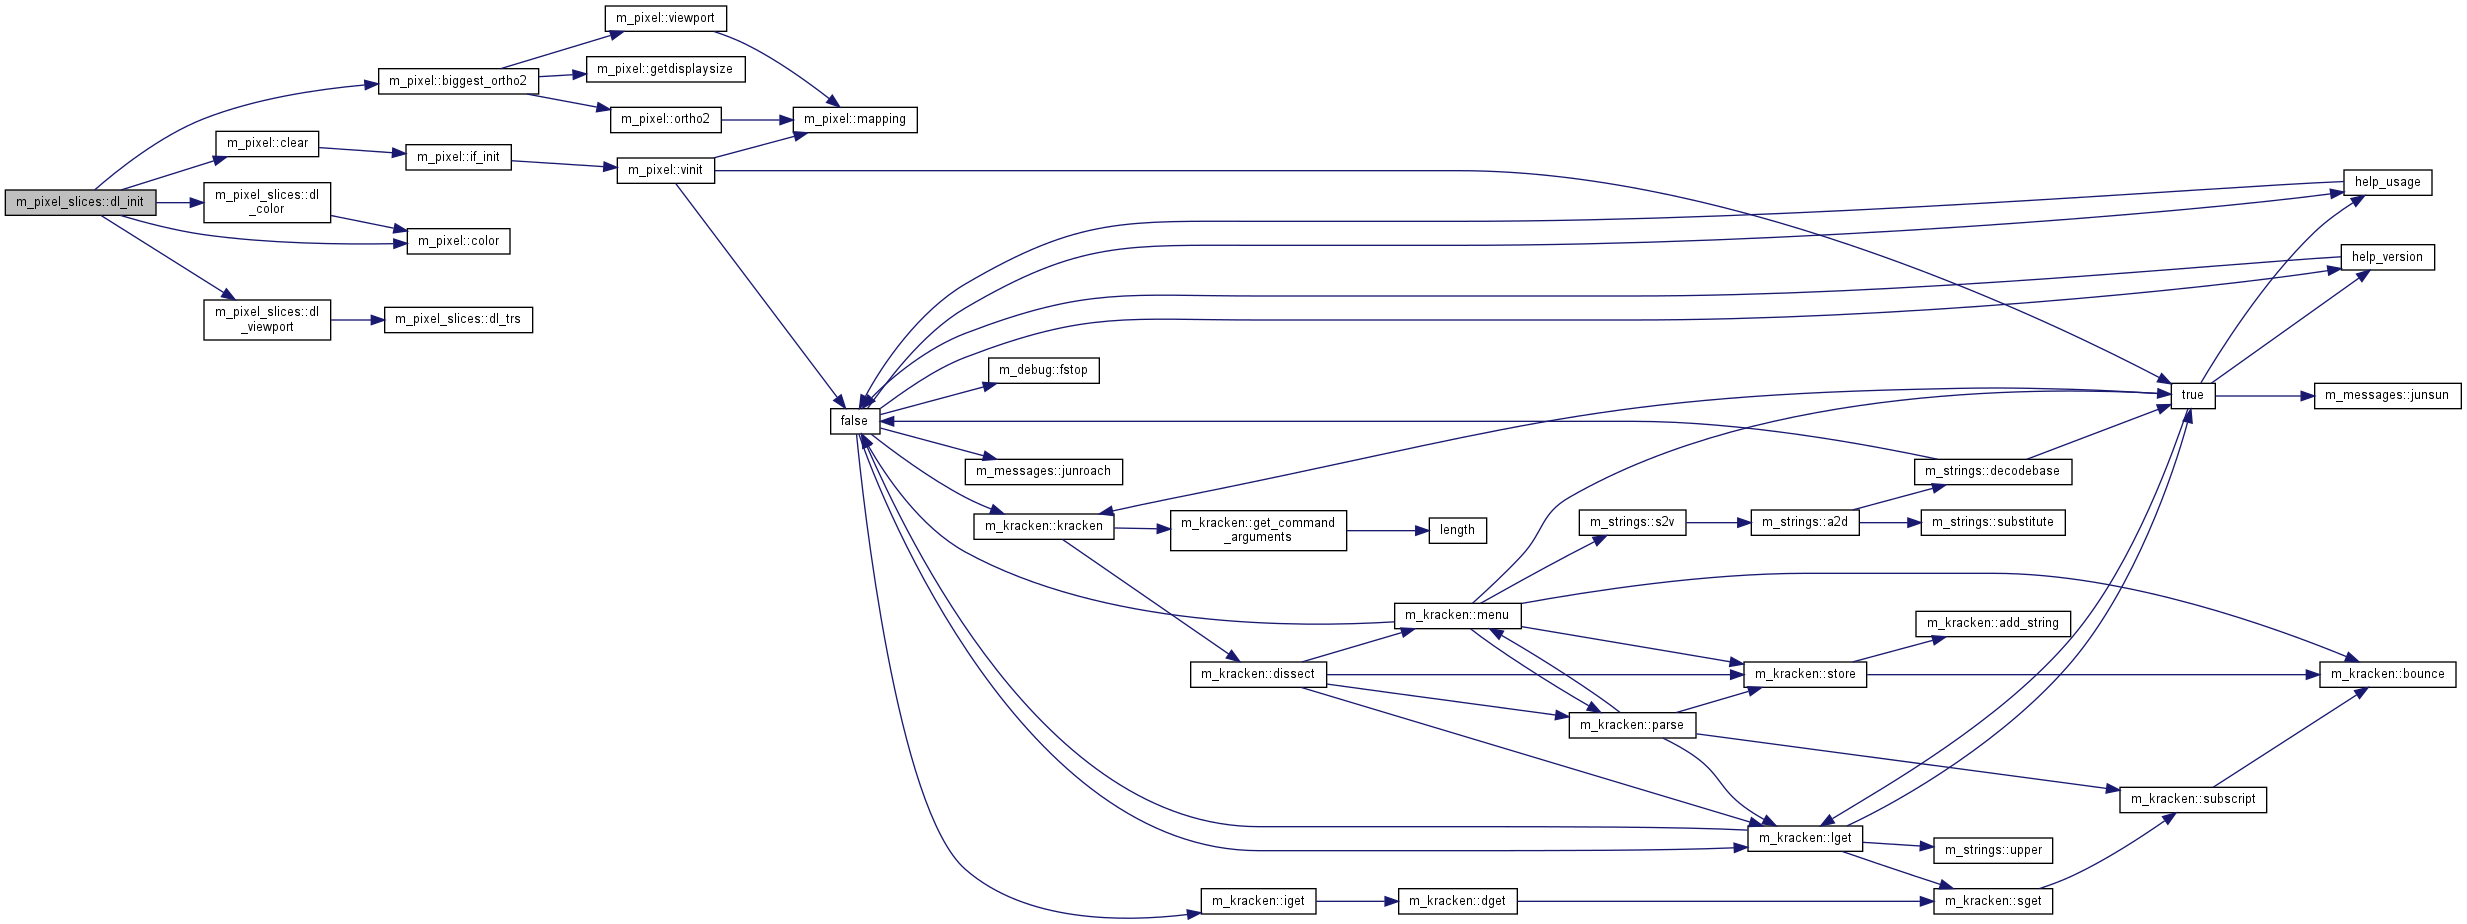 m_pixel::viewport
m_pixel::getdisplaysize
m_pixel::biggest_ortho2
m_pixel::ortho2
m_pixel::mapping
m_pixel::clear
m_pixel::if_init
m_pixel::vinit
m_pixel_slices::dl_init
m_pixel_slices::dl
_color
m_pixel::color
m_pixel_slices::dl
_viewport
m_pixel_slices::dl_trs
help_usage
help_version
m_debug::fstop
false
true
m_messages::junsun
m_messages::junroach
m_strings::decodebase
m_kracken::kracken
m_kracken::get_command
_arguments
length
m_strings::s2v
m_strings::a2d
m_strings::substitute
m_kracken::menu
m_kracken::add_string
m_kracken::dissect
m_kracken::store
m_kracken::bounce
m_kracken::parse
m_kracken::subscript
m_kracken::lget
m_strings::upper
m_kracken::iget
m_kracken::dget
m_kracken::sget